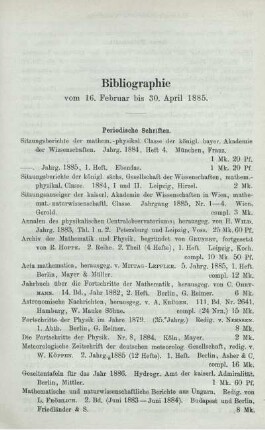 Bibliographie
vom 16. Februar bis 30. April 1885.
Periodische Schriften.
Sitzungsberichte der mathem.-physikal. Classe der königl. bayer. Akademie
der Wissenschaften. Jahrg. 1884, Heft 4. München, Franz.
1 Mk. 20 Pf.
—— Jahrg. 1885, 1. Heft. Ebendas. 1 Mk. 20 Pf.
Sitzungsberichte der königl. sächs. Gesellschaft der Wissenschaften, mathem.-
physikal. Classe. 1884, I und II. Leipzig, Hirzel. 2 Mk.
Sitzungsanzeiger der kaiserl. Akademie der Wissenschaften in Wien, mathe-
mat. naturwissenschaftl. Classe. Jahrgang 1885, Nr. 1—4. Wien,
Gerold. compl. 3 Mk.
Annalen des physikalischen Centralobservatoriums; herausgeg. von H. Wild.
Jahrg. 1883, Thl. 1 u. 2. Petersburg und Leipzig, Voss. 25 Mk. 60 Pf.
Archiv der Mathematik und Physik, begründet von Grunert, fortgesetzt
von R. Hoppe. 2. Reihe. 2. Theil (4 Hefte). 1. Heft. Leipzig, Koch.
compl. 10 Mk. 50 Pf.
Acta mathematica, herausg. v. Mittag-Leffler. 5. Jahrg. 1885, 1. Heft.
Berlin, Mayer & Müller. compl. 12 Mk.
Jahrbuch über die Fortschritte der Mathematik, herausgeg. von C. Ohrt-
mann. 14. Bd., Jahr 1882, 2. Heft. Berlin, G. Reimer. 6 Mk.
Astronomische Nachrichten, herausgeg. v. A. Krueger. 111. Bd. Nr. 2641.
Hamburg, W. Mauke Söhne. compl. (24 Nrn.) 15 Mk.
Fortschritte der Physik im Jahre 1879. (35. Jahrg.) Redig. v. Neesen.
1. Abth. Berlin, G. Reimer. 8 Mk.
Die Fortschritte der Physik. Nr. 8, 1884. Köln, Mayer. 2 Mk.
Meteorologische Zeitschrift der deutschen meteorolog. Gesellschaft, redig. v.
W. Köppen. 2. Jahrg. 1885 (12 Hefte). 1. Heft. Berlin, Asher & C.
compl. 16 Mk.
Gezeitentafeln für das Jahr 1886. Hydrogr. Amt der kaiserl. Admiralität
Berlin, Mittler. 1 Mk. 60 Pf.
Mathematische und naturwissenschaftliche Berichte aus Ungarn. Redig. von
2. Bd. (Juni 1883—Juni 1884). Budapest und Berlin,
Friedländer & S. 8 Mk.